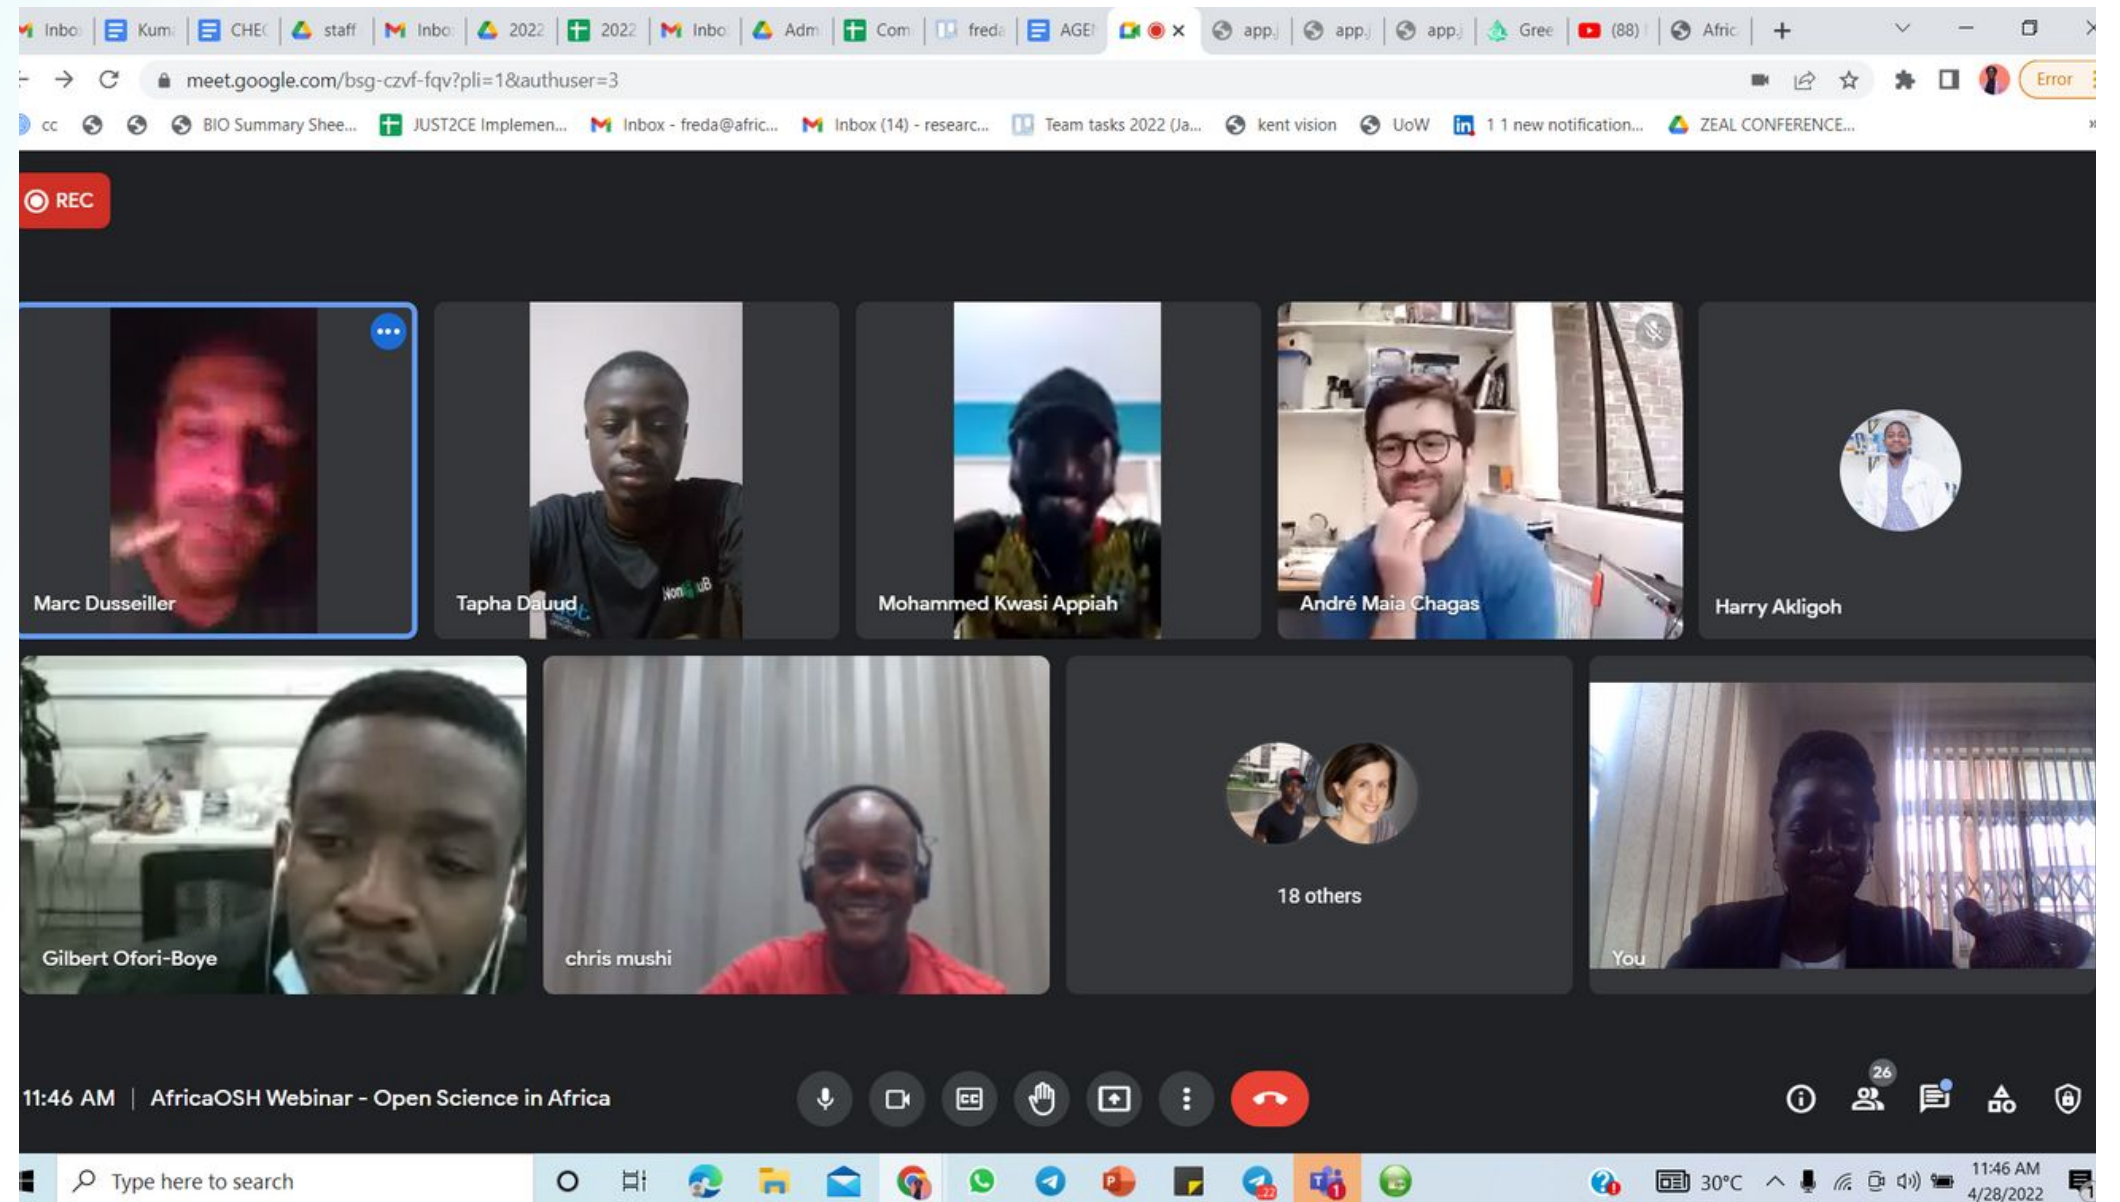 Inbo Kum CHEC staff Inbo 2022 2022 Inbo Adm Com freda AGEN app.j app.j app.j Gree (88) Afric
meet.google.com/bsg-czvf-fqv?pli=1&authuser=3 Error
cc BIO Summary Shee... JUST2CE Implemen... Inbox - freda@afric... Inbox (14) - researc... Team tasks 2022 (Ja... kent vision UoW in 1 1 new notification... ZEAL CONFERENCE...
REC
Marc Dusseiller Tapha Dauud Mohammed Kwasi Appiah André Maia Chagas Harry Akligoh
Gilbert Ofori-Boye chris mushi 18 others You
11:46 AM | AfricaOSH Webinar - Open Science in Africa CC 26
Type here to search 30°C 11:46 AM
4/28/2022